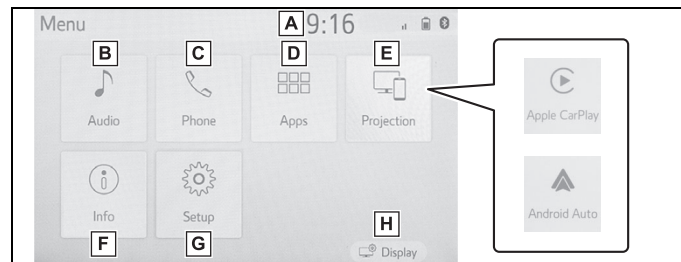 Menu A 9:16
B C D E
Audio Phone Apps Projection
Apple CarPlay
Info Setup
Android Auto
F G H
Display